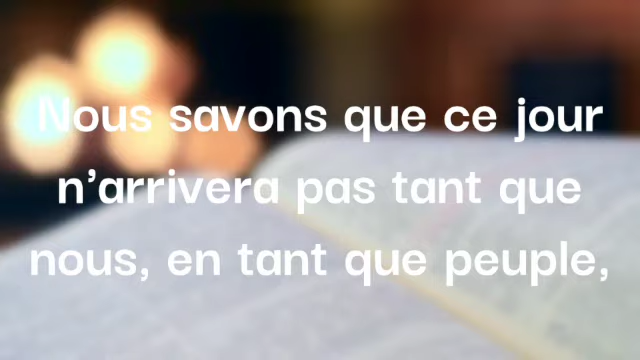 Nous savons que ce jour
n’arrivera pas tant que
nous, en tant que peuple,